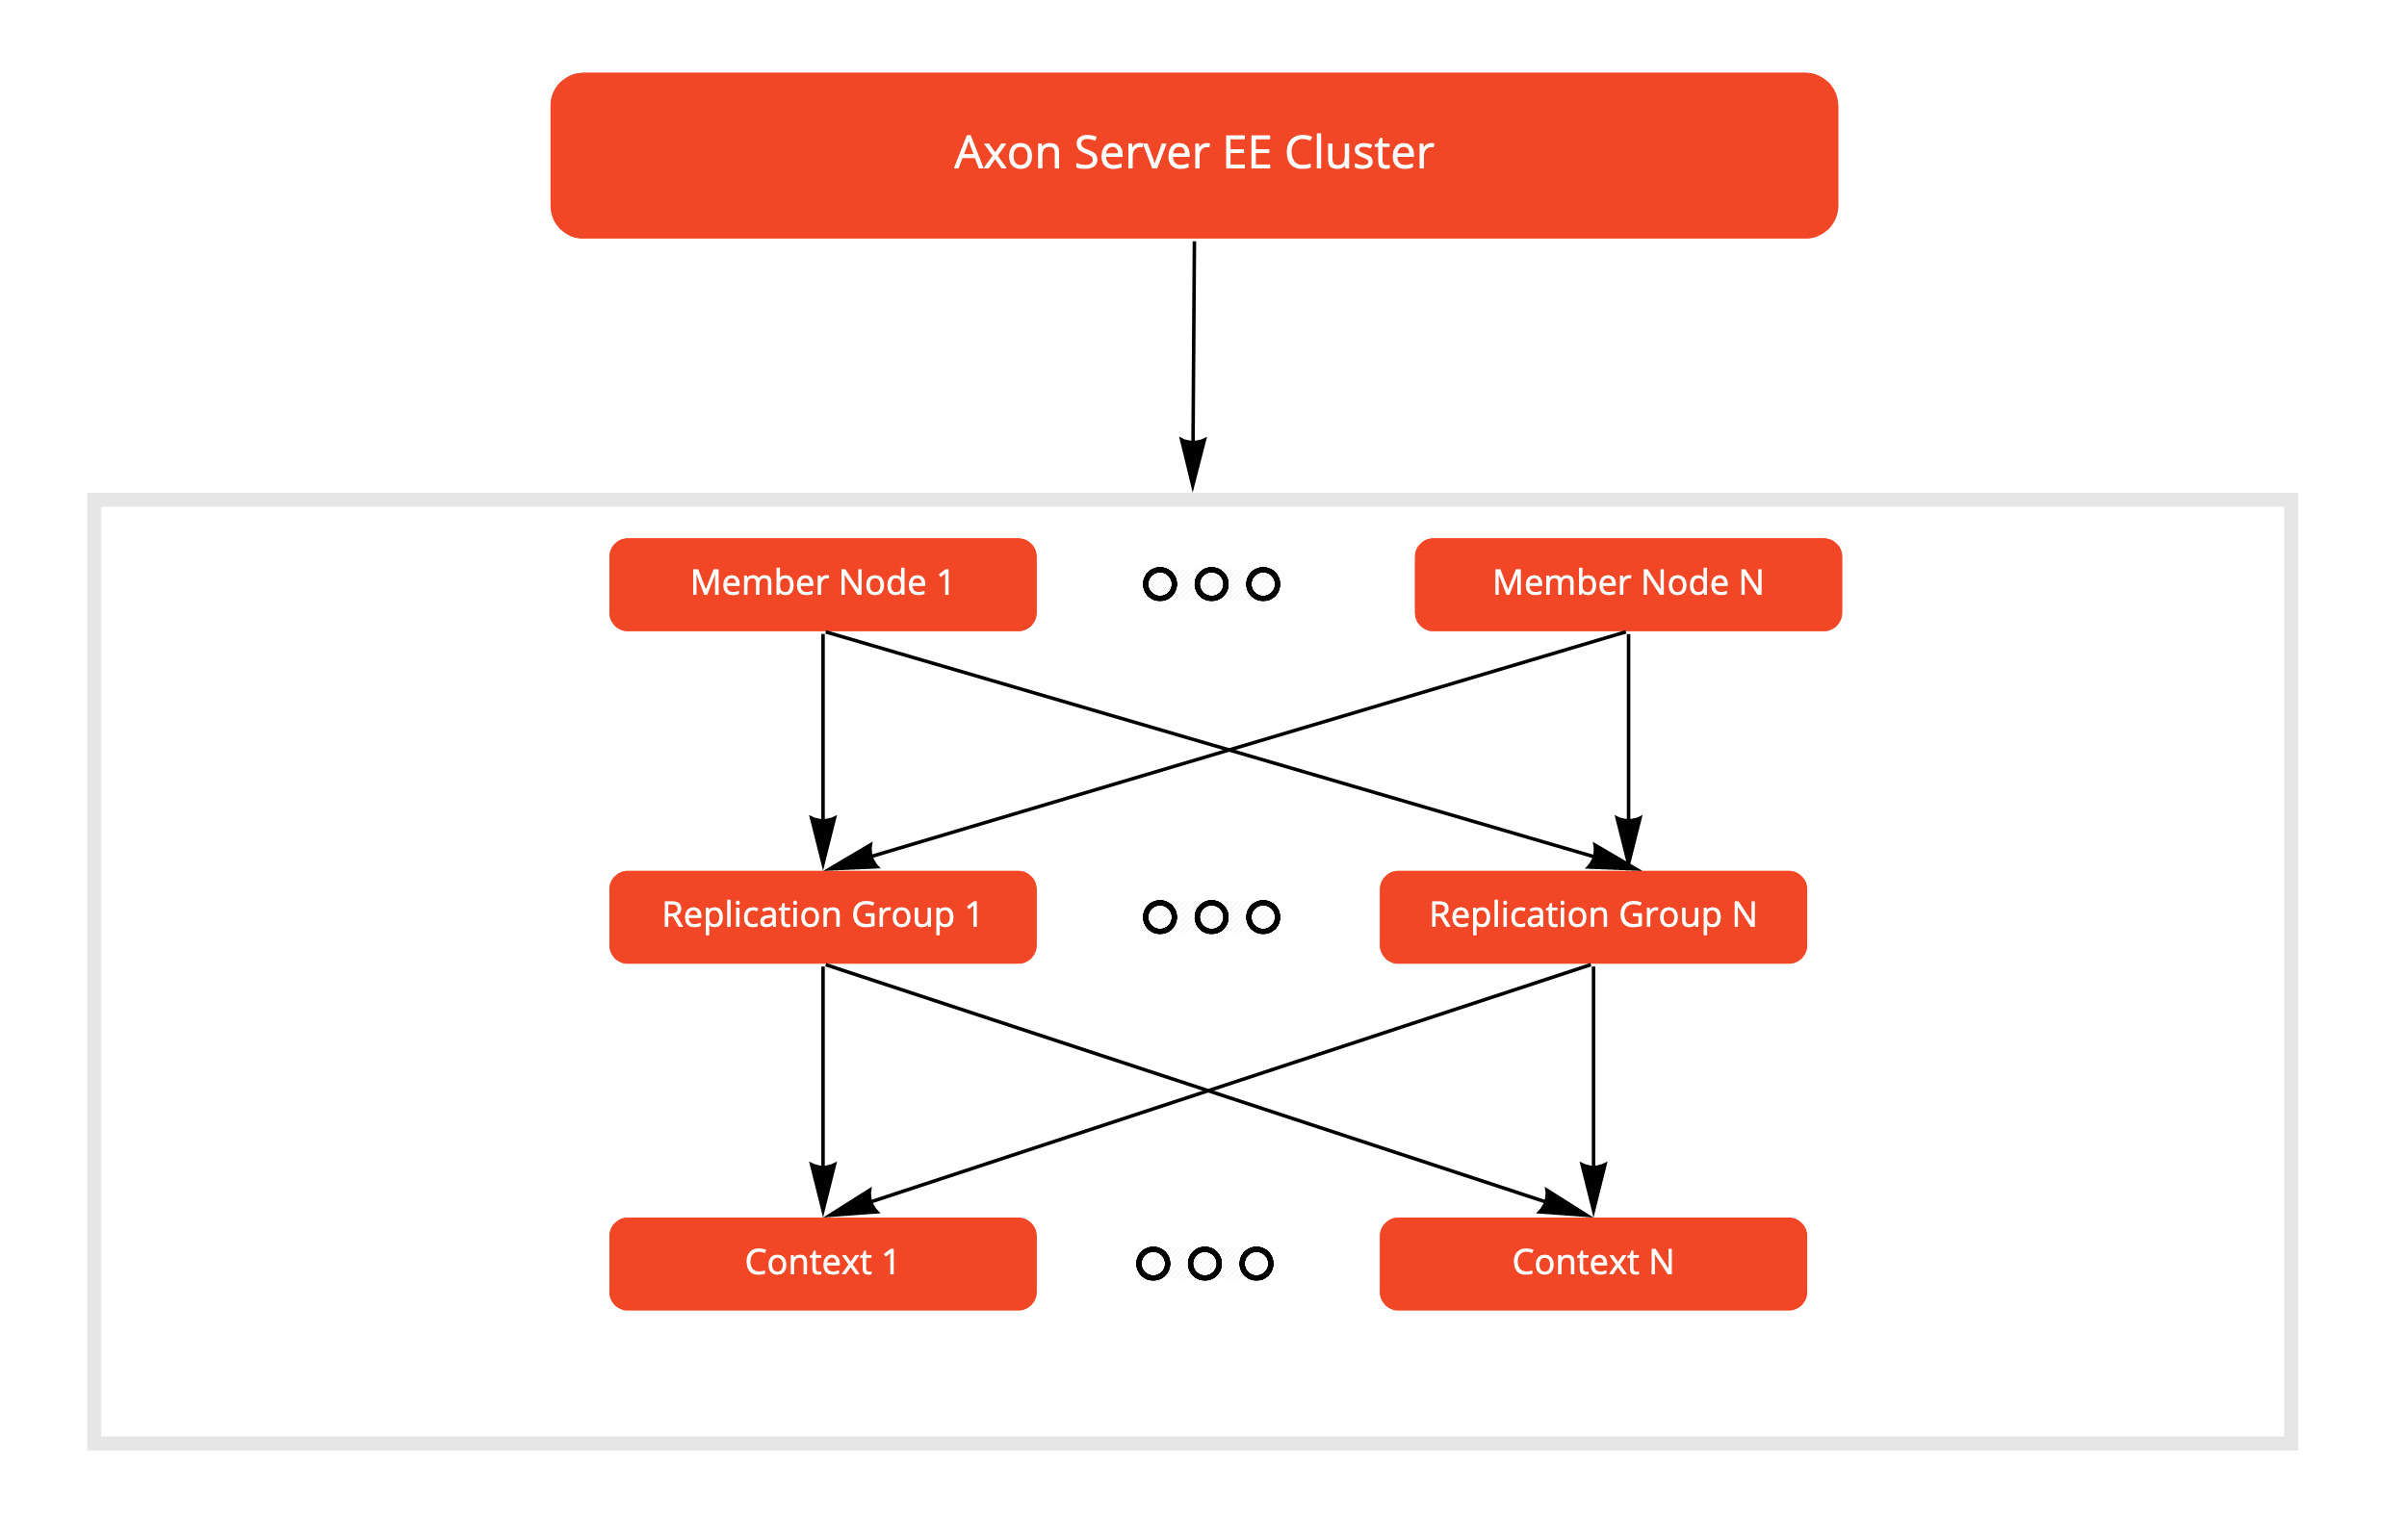 Axon Server EE Cluster
Member Node 1
Member Node N
Replication Group 1
Replication Group N
Context 1
Context N